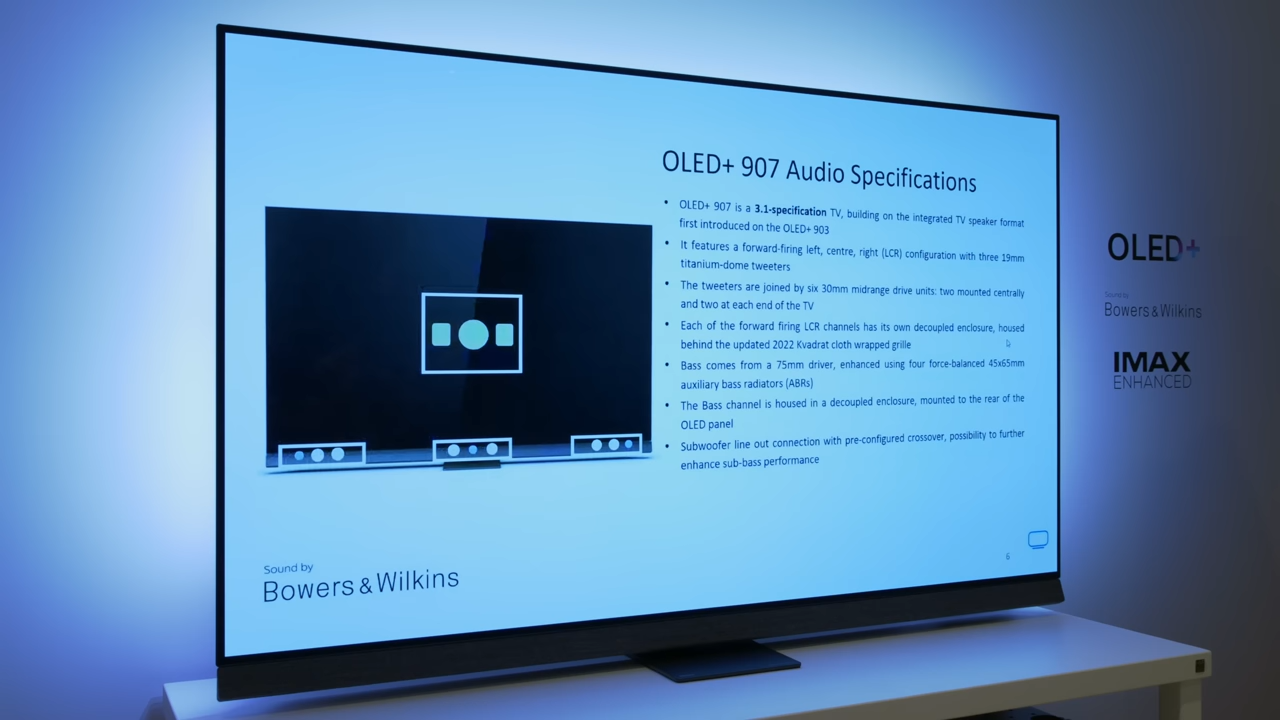 OLED+ 907 Audio Specifications
• OLED+ 907 is a 3.1-specification TV, building on the integrated TV speaker format
first introduced on the OLED+ 903
• It features a forward-firing left, centre, right (LCR) configuration with three 19mm
titanium-dome tweeters
• The tweeters are joined by six 30mm midrange drive units: two mounted centrally
and two at each end of the TV
• Each of the forward firing LCR channels has its own decoupled enclosure, housed
behind the updated 2022 Kvadrat cloth wrapped grille
• Bass comes from a 75mm driver, enhanced using four force-balanced 45x65mm
auxiliary bass radiators (ABRs)
• The Bass channel is housed in a decoupled enclosure, mounted to the rear of the
OLED panel
• Subwoofer line out connection with pre-configured crossover, possibility to further
enhance sub-bass performance
6
Sound by
Bowers & Wilkins
OLED+
Sound by
Bowers & Wilkins
IMAX
ENHANCED